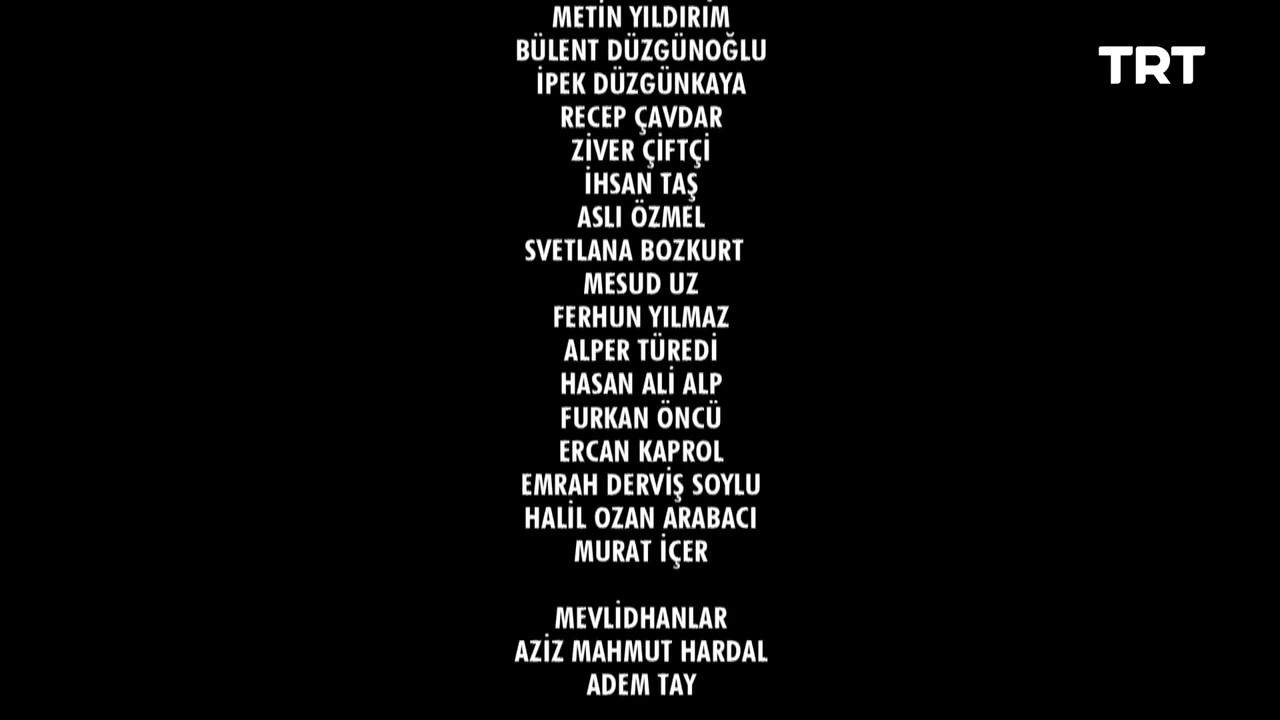 METİN YILDIRIM
BÜLENT DÜZGÜNOĞLU
TRT
İPEK DÜZGÜNKAYA
RECEP ÇAVDAR
ZİVER ÇİFTÇİ
İHSAN TAŞ
ASLI ÖZMEL
SVETLANA BOZKURT
MESUD UZ
FERHUN YILMAZ
ALPER TÜREDİ
HASAN ALİ ALP
FURKAN ÖNCÜ
ERCAN KAPROL
EMRAH DERVİŞ SOYLU
HALİL OZAN ARABACI
MURAT İÇER
MEVLİDHANLAR
AZİZ MAHMUT HARDAL
ADEM TAY